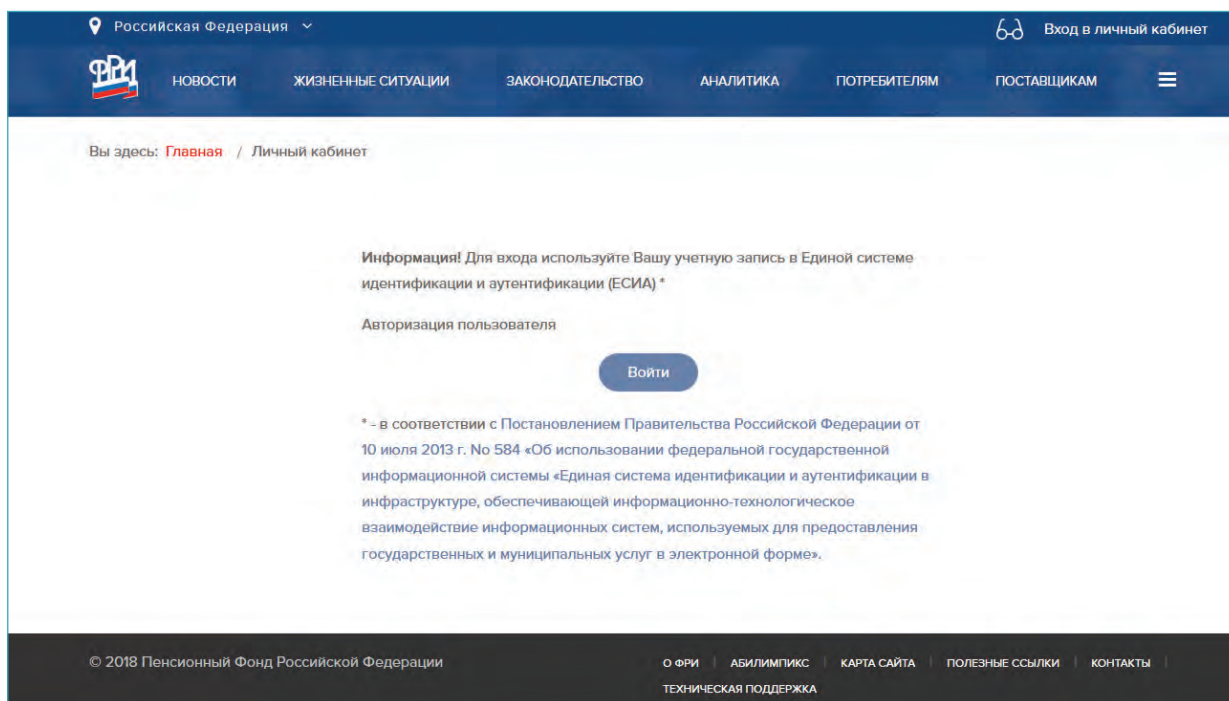 Российская Федерация
Вход в личный кабинет
ФРИ НОВОСТИ ЖИЗНЕННЫЕ СИТУАЦИИ ЗАКОНОДАТЕЛЬСТВО АНАЛИТИКА ПОТРЕБИТЕЛЯМ ПОСТАВЩИКАМ
Вы здесь: Главная / Личный кабинет
Информация! Для входа используйте Вашу учетную запись в Единой системе
идентификации и аутентификации (ЕСИА) *
Авторизация пользователя
Войти
* - в соответствии с Постановлением Правительства Российской Федерации от
10 июля 2013 г. No 584 «Об использовании федеральной государственной
информационной системы «Единая система идентификации и аутентификации в
инфраструктуре, обеспечивающей информационно-технологическое
взаимодействие информационных систем, используемых для предоставления
государственных и муниципальных услуг в электронной форме».
© 2018 Пенсионный Фонд Российской Федерации
О ФРИ | АБИЛИМПИКС | КАРТА САЙТА | ПОЛЕЗНЫЕ ССЫЛКИ | КОНТАКТЫ |
ТЕХНИЧЕСКАЯ ПОДДЕРЖКА